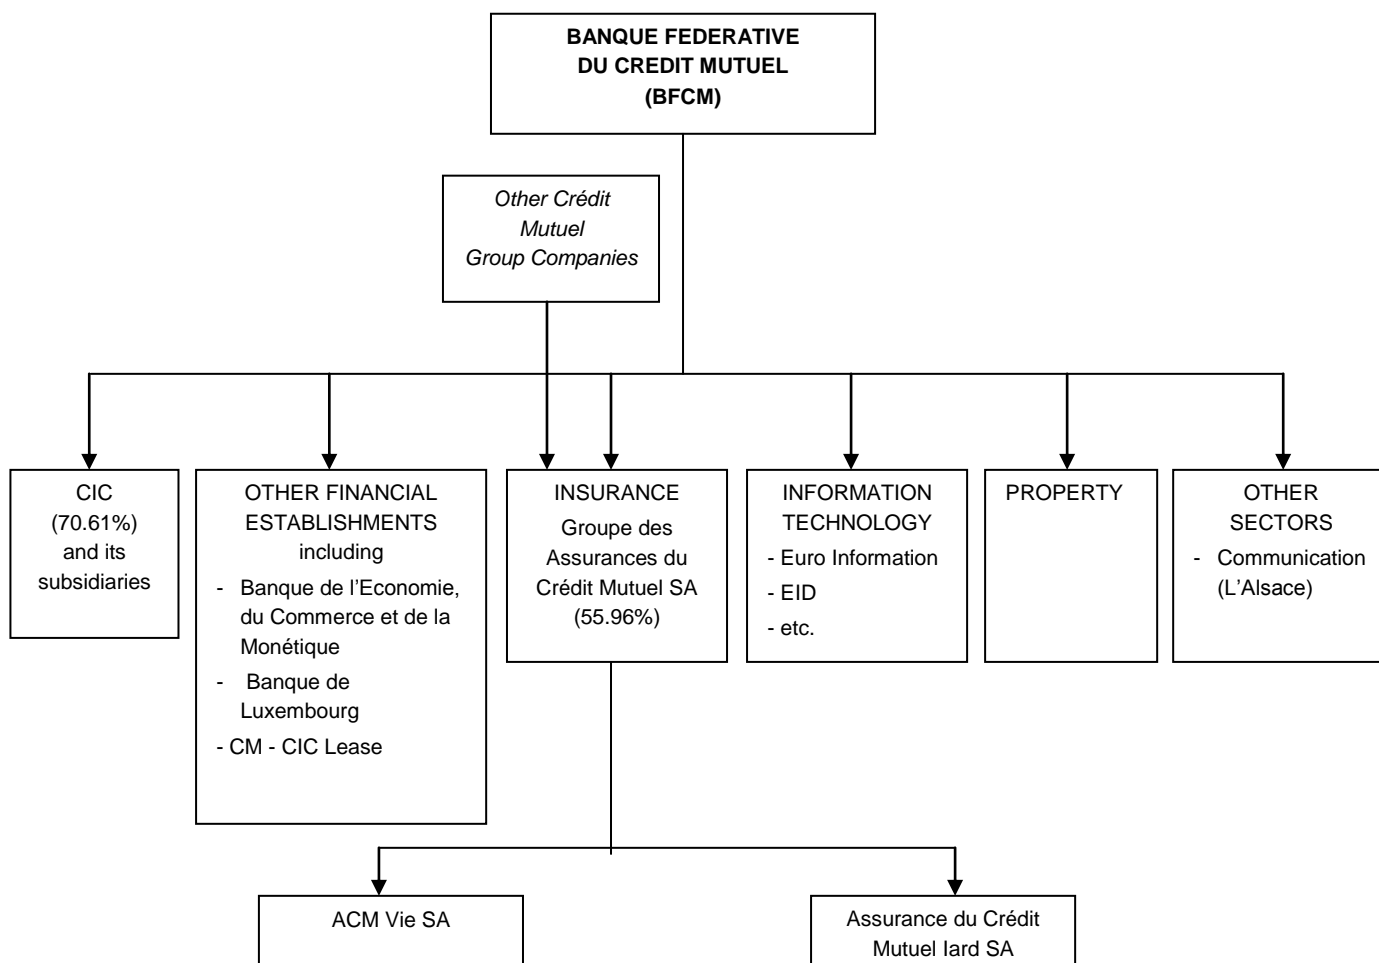 BANQUE FEDERATIVE
DU CREDIT MUTUEL
(BFCM)
Other Crédit
Mutuel
Group Companies
CIC
(70.61%)
and its
subsidiaries
OTHER FINANCIAL
ESTABLISHMENTS
including
- Banque de l'Economie,
du Commerce et de la
Monétique
- Banque de
Luxembourg
- CM - CIC Lease
INSURANCE
Groupe des
Assurances du
Crédit Mutuel SA
(55.96%)
INFORMATION
TECHNOLOGY
- Euro Information
- EID
- etc.
PROPERTY
OTHER
SECTORS
- Communication
(L'Alsace)
ACM Vie SA
Assurance du Crédit
Mutuel Iard SA